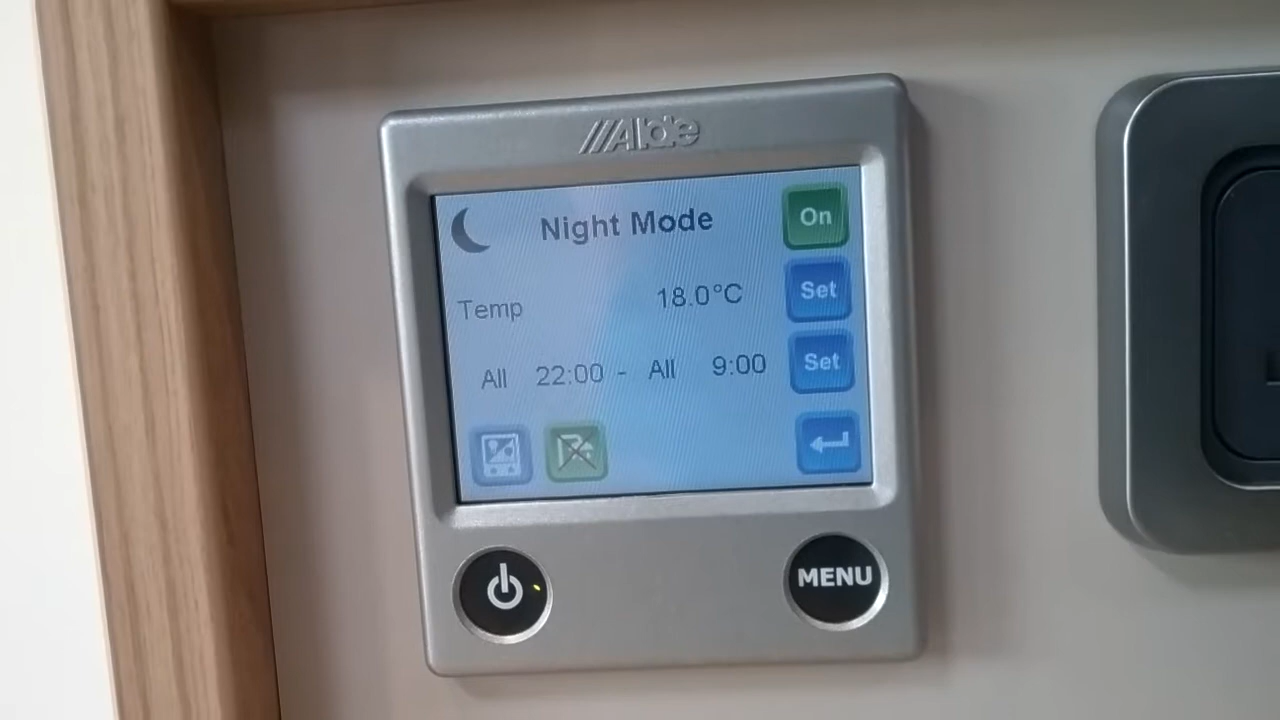 Alde
Night Mode On
Temp 18.0°C Set
All 22:00 - All 9:00 Set
MENU